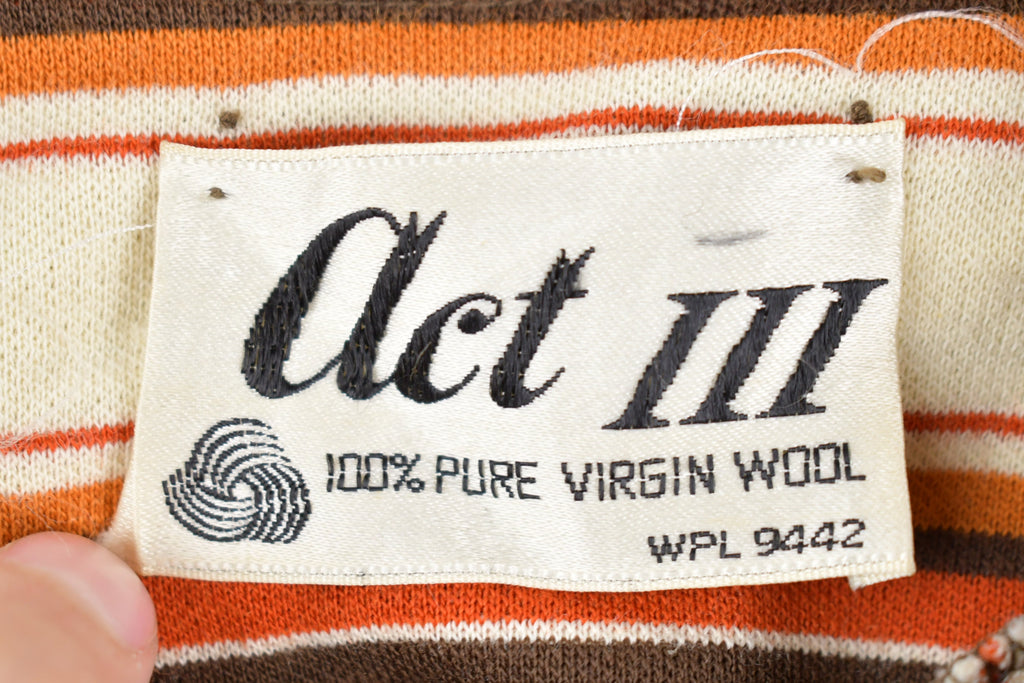 act III
100% PURE VIRGIN WOOL
WPL 9442